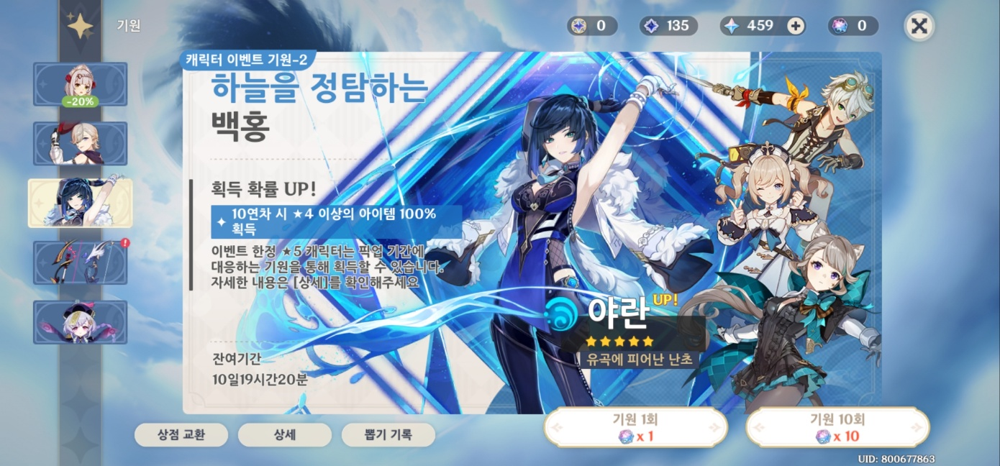 기원
0
135
459
0
캐릭터 이벤트 기원-2
하늘을 정탐하는
백홍
-20%
획득 확률 UP!
10연차 시 ★4 이상의 아이템 100%
획득
이벤트 한정 ★5 캐릭터는 픽업 기간에
대응하는 기원을 통해 획득할 수 있습니다.
자세한 내용은 [상세]를 확인해주세요
야란 UP!
유곡에 피어난 난초
잔여기간
10일19시간20분
상점 교환
상세
뽑기 기록
기원 1회
x 1
기원 10회
x 10
UID: 800677863